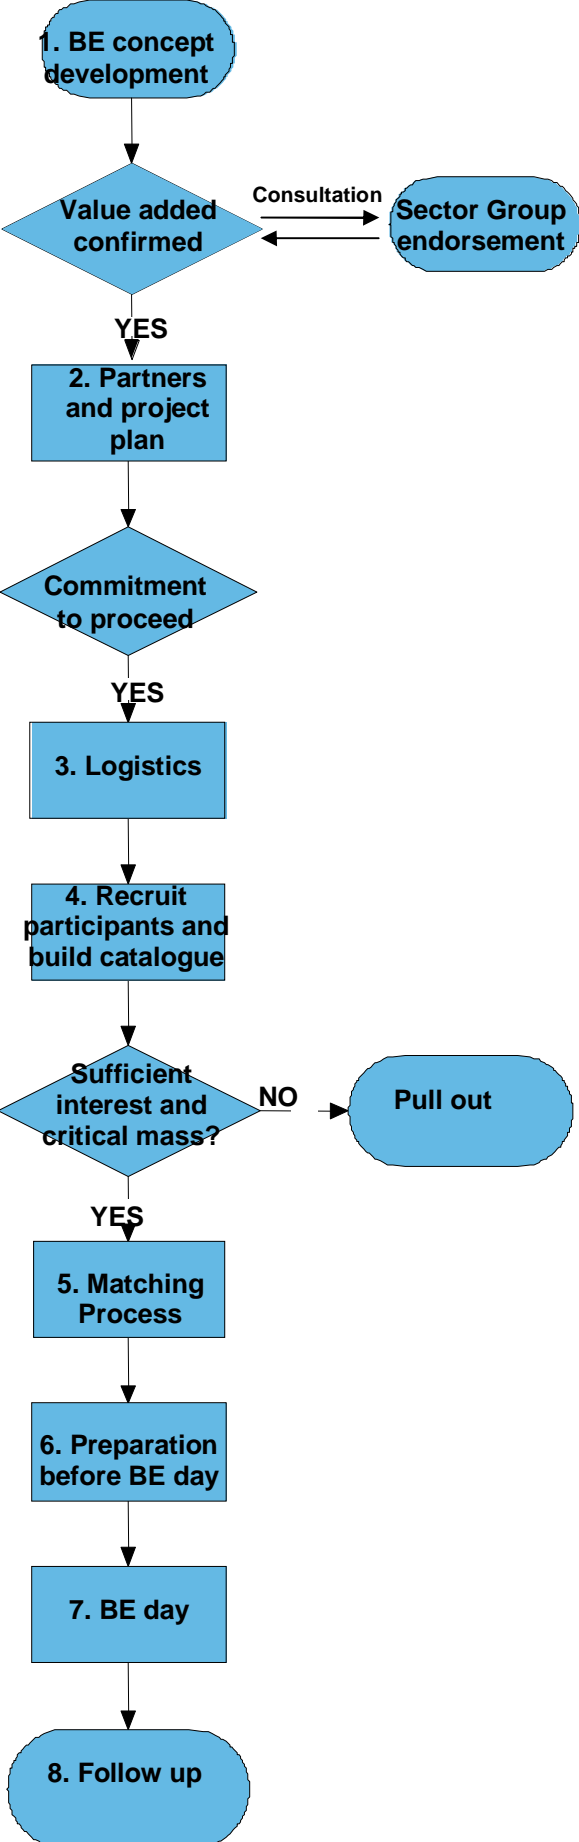 1. BE concept
development
Value added
confirmed
Consultation
Sector Group
endorsement
YES
2. Partners
and project
plan
Commitment
to proceed
YES
3. Logistics
4. Recruit
participants and
build catalogue
Sufficient
interest and
critical mass?
NO
Pull out
YES
5. Matching
Process
6. Preparation
before BE day
7. BE day
8. Follow up